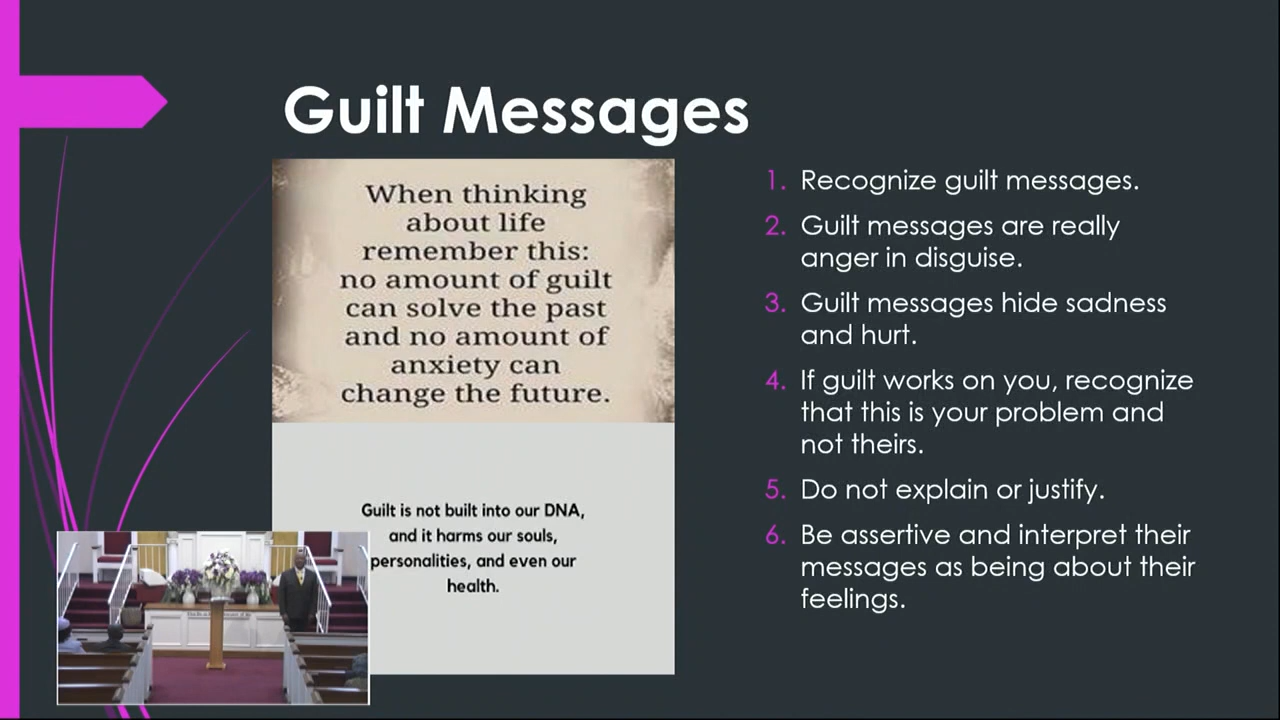 Guilt Messages
When thinking
about life
remember this:
no amount of guilt
can solve the past
and no amount of
anxiety can
change the future.
Guilt is not built into our DNA,
and it harms our souls,
personalities, and even our
health.
1. Recognize guilt messages.
2. Guilt messages are really
anger in disguise.
3. Guilt messages hide sadness
and hurt.
4. If guilt works on you, recognize
that this is your problem and
not theirs.
5. Do not explain or justify.
6. Be assertive and interpret their
messages as being about their
feelings.